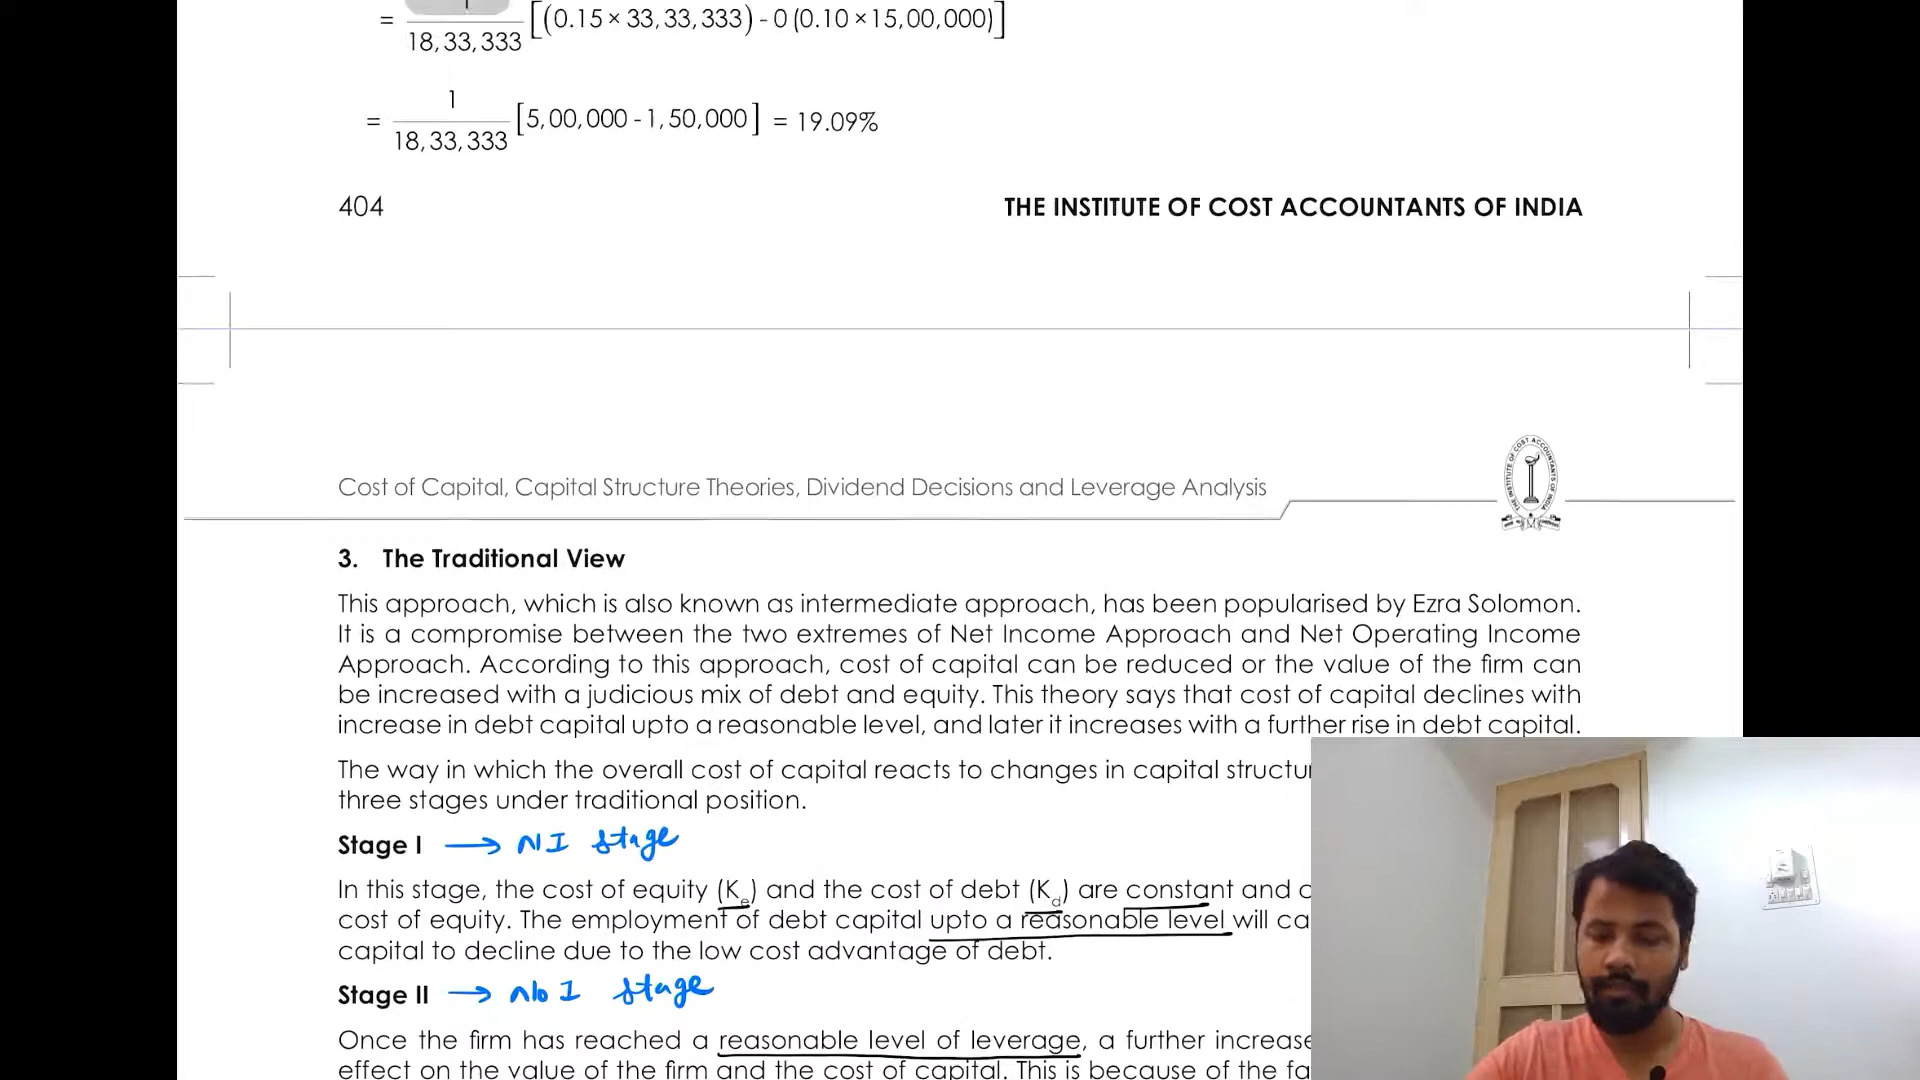 = 1/18,33,333 [(0.15 × 33,33,333) - 0 (0.10 × 15,00,000)]
= 1/18,33,333 [5,00,000 - 1,50,000] = 19.09%
404 THE INSTITUTE OF COST ACCOUNTANTS OF INDIA
Cost of Capital, Capital Structure Theories, Dividend Decisions and Leverage Analysis
THE INSTITUTE OF COST ACCOUNTANTS OF INDIA
3. The Traditional View
This approach, which is also known as intermediate approach, has been popularised by Ezra Solomon.
It is a compromise between the two extremes of Net Income Approach and Net Operating Income
Approach. According to this approach, cost of capital can be reduced or the value of the firm can
be increased with a judicious mix of debt and equity. This theory says that cost of capital declines with
increase in debt capital upto a reasonable level, and later it increases with a further rise in debt capital.
The way in which the overall cost of capital reacts to changes in capital
three stages under traditional position.
Stage I → NI stage
In this stage, the cost of equity (Ke) and the cost of debt (Kd) are constant and
cost of equity. The employment of debt capital upto a reasonable level will
capital to decline due to the low cost advantage of debt.
Stage II → NOI stage
Once the firm has reached a reasonable level of leverage, a further increase
effect on the value of the firm and the cost of capital. This is because of the